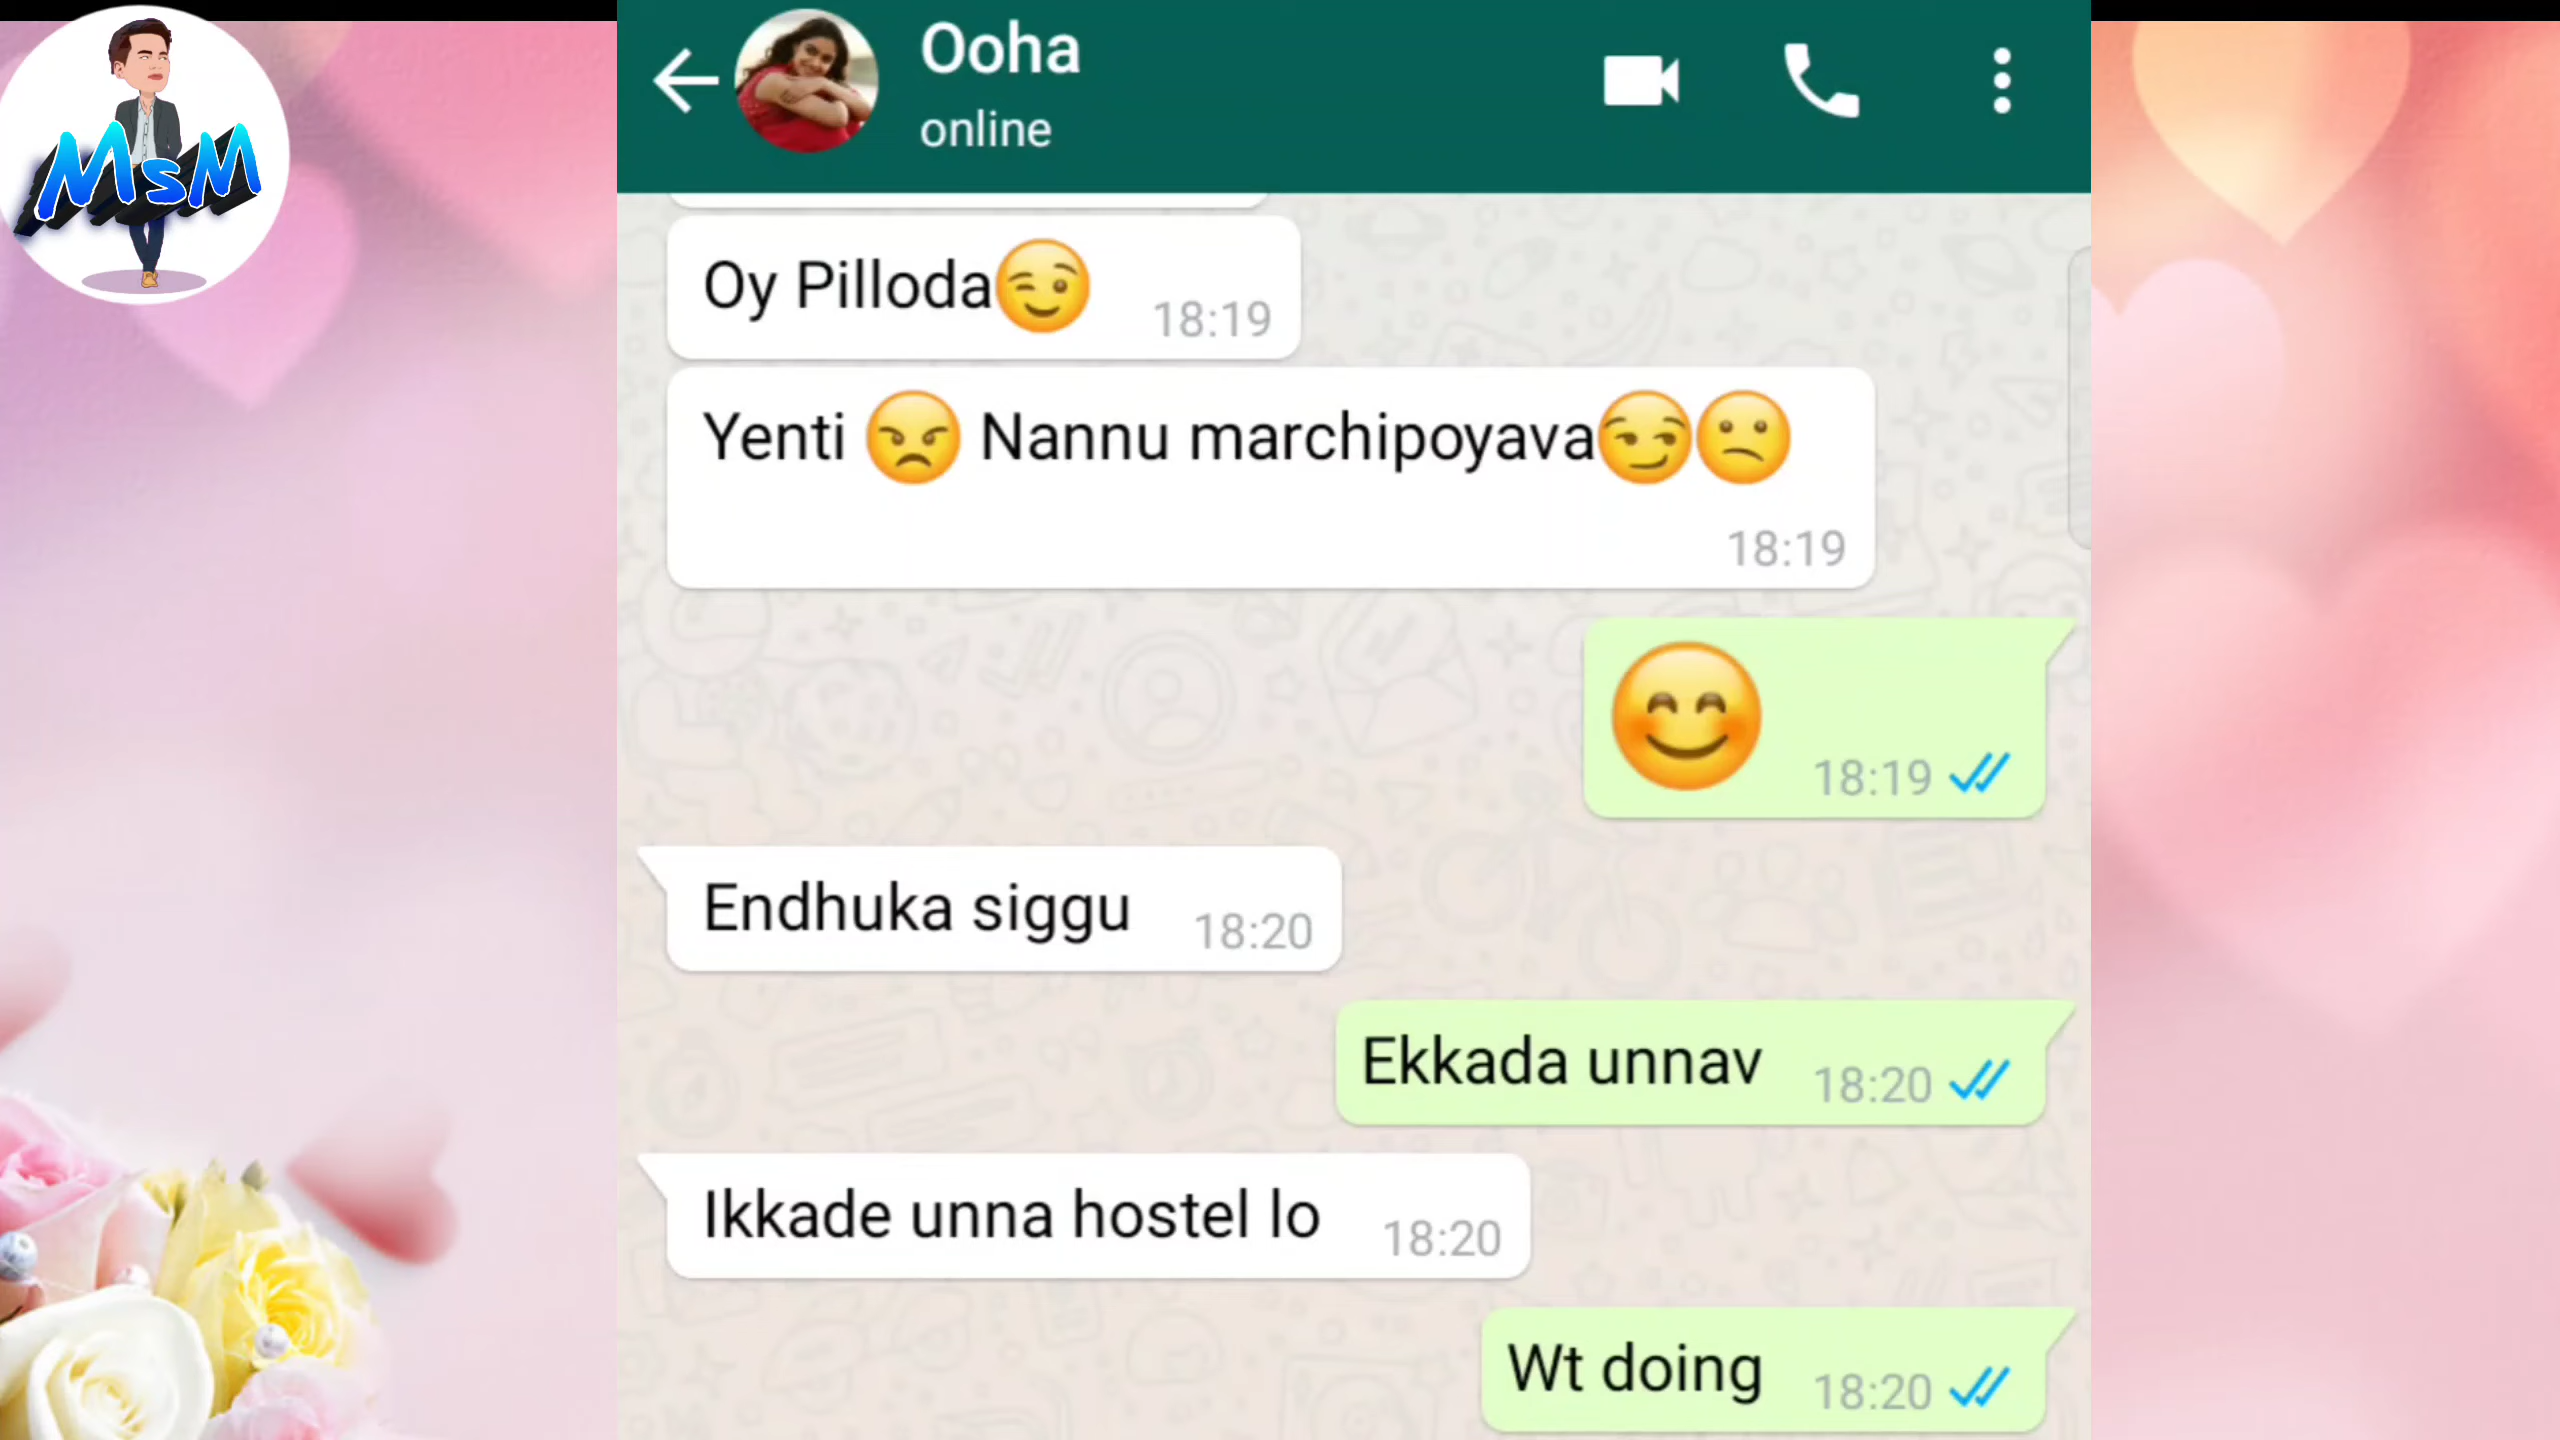 MsM
Ooha
online
Oy Pilloda😉 18:19
Yenti 😠 Nannu marchipoyava😏😕
18:19
😊 18:19
Endhuka siggu 18:20
Ekkada unnav 18:20
Ikkade unna hostel lo 18:20
Wt doing 18:20